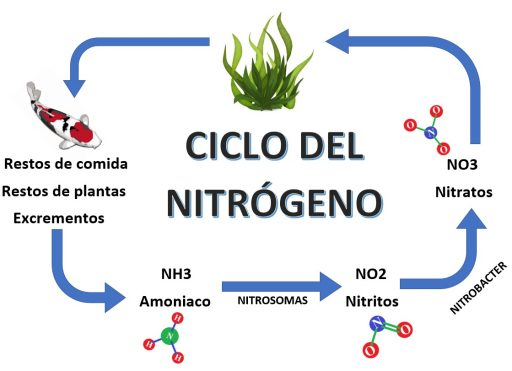 CICLO DEL
NITRÓGENO
Restos de comida
Restos de plantas
Excrementos
NH3
Amoniaco
NITROSOMAS
NO2
Nitritos
NITROBACTER
NO3
Nitratos
H
H
N
H
N
O
O
O
N
O
O